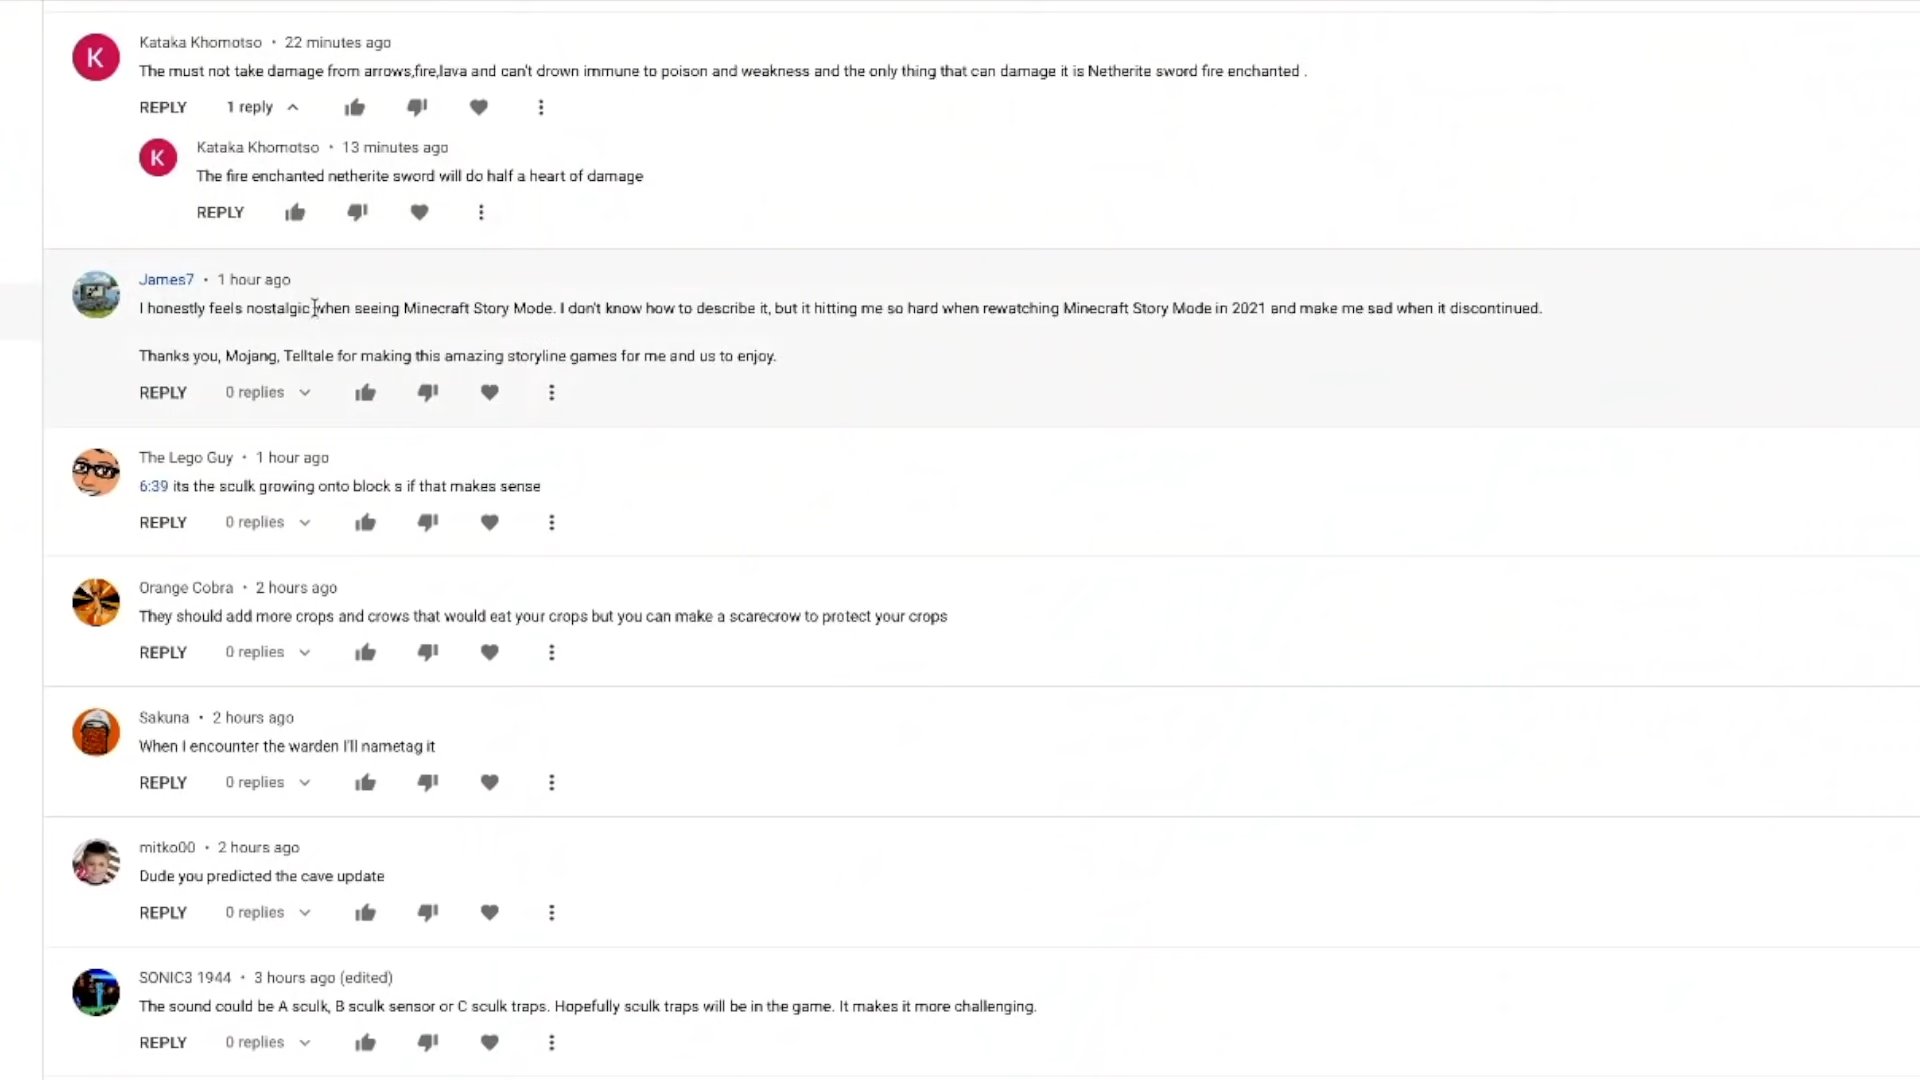 Kataka Khomotso • 22 minutes ago
The must not take damage from arrows,fire,lava and can't drown immune to poison and weakness and the only thing that can damage it is Netherite sword fire enchanted .
REPLY 1 reply
K
Kataka Khomotso • 13 minutes ago
The fire enchanted netherite sword will do half a heart of damage
REPLY
K
James7 • 1 hour ago
I honestly feels nostalgic when seeing Minecraft Story Mode. I don't know how to describe it, but it hitting me so hard when rewatching Minecraft Story Mode in 2021 and make me sad when it discontinued.
Thanks you, Mojang, Telltale for making this amazing storyline games for me and us to enjoy.
REPLY 0 replies
The Lego Guy • 1 hour ago
6:39 its the sculk growing onto block s if that makes sense
REPLY 0 replies
Orange Cobra • 2 hours ago
They should add more crops and crows that would eat your crops but you can make a scarecrow to protect your crops
REPLY 0 replies
Sakuna • 2 hours ago
When I encounter the warden I'll nametag it
REPLY 0 replies
mitko00 • 2 hours ago
Dude you predicted the cave update
REPLY 0 replies
SONIC3 1944 • 3 hours ago (edited)
The sound could be A sculk, B sculk sensor or C sculk traps. Hopefully sculk traps will be in the game. It makes it more challenging.
REPLY 0 replies